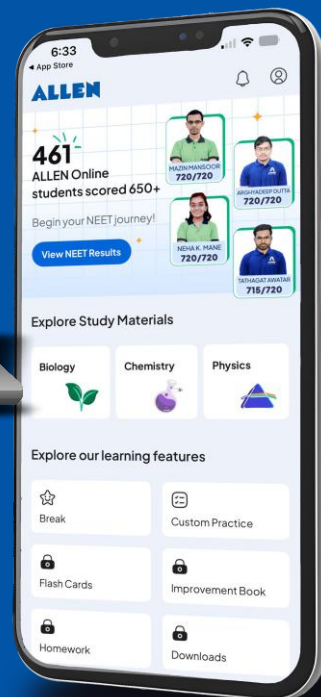 6:33
App Store
ALLEN
461
ALLEN Online
students scored 650+
Begin your NEET journey!
View NEET Results
MAZIN MANSOOR
720/720
ARGHYADEEP DUTTA
720/720
NEHA K. MANE
720/720
TATHAGAT AWATAR
715/720
Explore Study Materials
Biology
Chemistry
Physics
Explore our learning features
Break
Custom Practice
Flash Cards
Improvement Book
Homework
Downloads